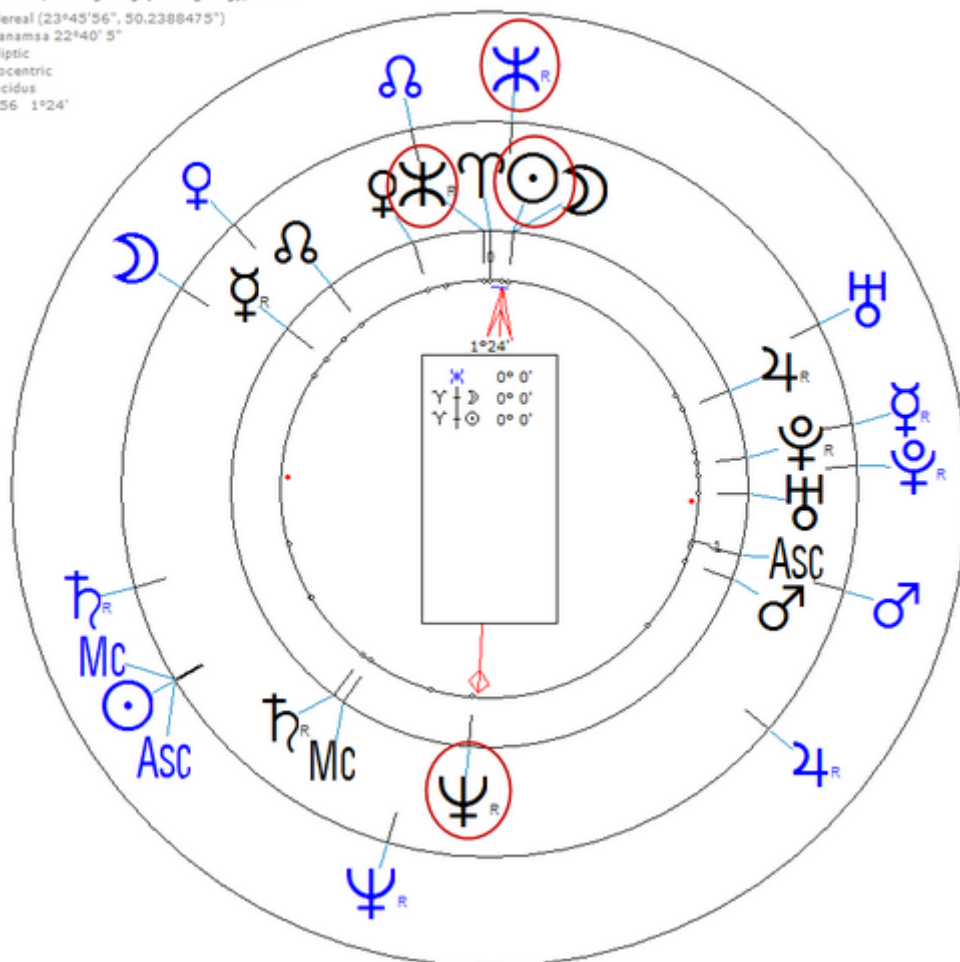 ereal (23°45'56", 50.2388475")
anamsa 22°40' 5"
liptic
ocentric
cidus
56 1°24'
R
R
R
R
R
R
R
R
Asc
1°24'
0° 0'
0° 0'
0° 0'
R
Mc
Asc
R
Mc
R
R
R